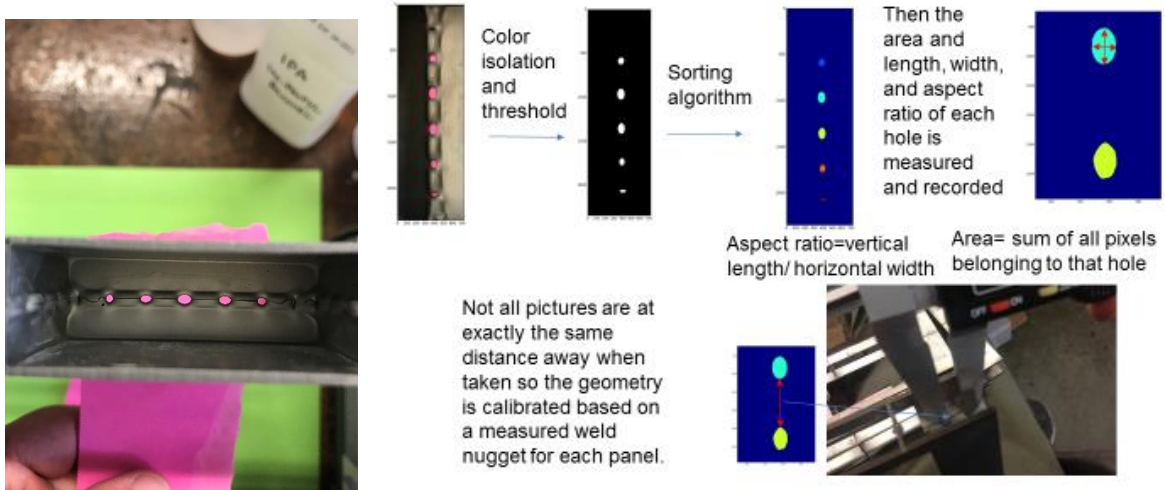 IPA
Color
isolation
and
threshold
Sorting
algorithm
Then the
area and
length, width,
and aspect
ratio of each
hole is
measured
and recorded
Aspect ratio=vertical
length/ horizontal width
Area= sum of all pixels
belonging to that hole
Not all pictures are at
exactly the same
distance away when
taken so the geometry
is calibrated based on
a measured weld
nugget for each panel.
OFF
ON